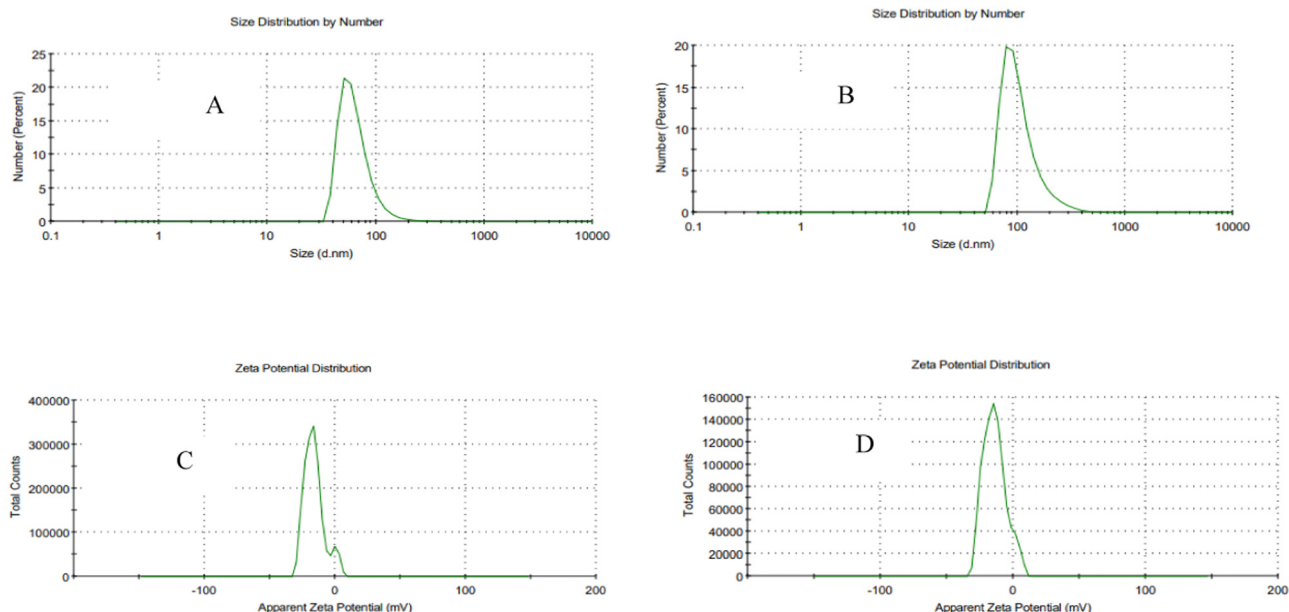 Size Distribution by Number
25
20
15
10
5
0
Number (Percent)
A
0.1 1 10 100 1000 10000
Size (d.nm)
Size Distribution by Number
20
15
10
5
0
Number (Percent)
B
0.1 1 10 100 1000 10000
Size (d.nm)
Zeta Potential Distribution
400000
300000
200000
100000
0
Total Counts
C
-100 0 100 200
Apparent Zeta Potential (mV)
Zeta Potential Distribution
160000
140000
120000
100000
80000
60000
40000
20000
0
Total Counts
D
-100 0 100 200
Apparent Zeta Potential (mV)